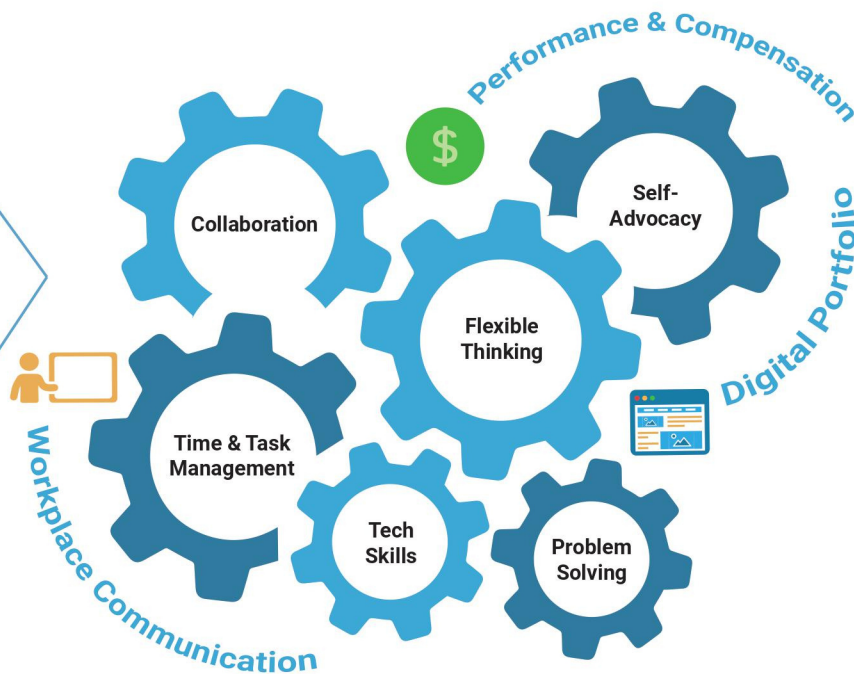 Performance & Compensation
$
Self-
Advocacy
Collaboration
Digital Portfolio
Flexible
Thinking
Time & Task
Management
Workplace Communication
Tech
Skills
Problem
Solving